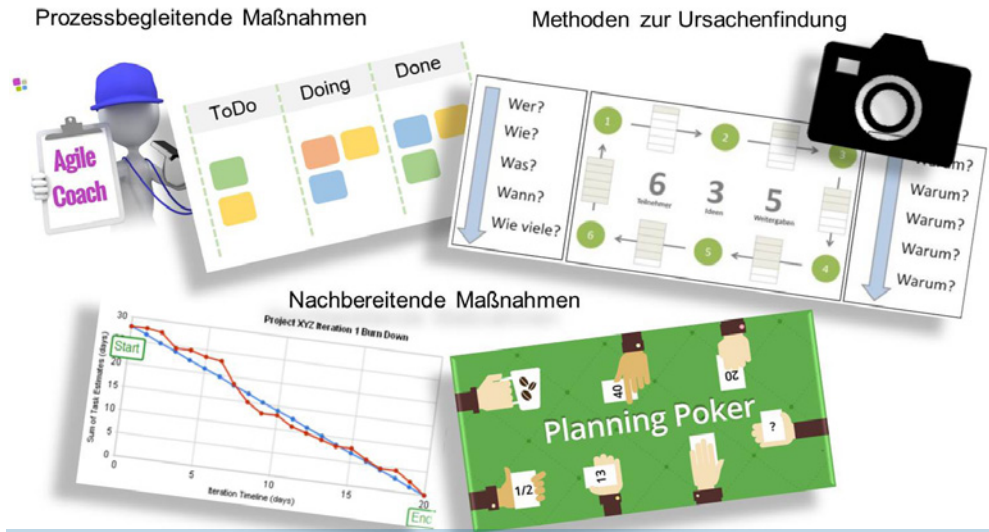 Prozessbegleitende Maßnahmen
Methoden zur Ursachenfindung
Agile
Coach
ToDo
Doing
Done
Wer?
Wie?
Was?
Wann?
Wie viele?
1
2
3
6
Teilnehmer
3
Ideen
5
Weitergaben
6
5
4
Warum?
Warum?
Warum?
Warum?
Nachbereitende Maßnahmen
Project XYZ Iteration 1 Burn Down
Sum of Task Estimates (days)
30
Start
20
15
10
5
0
0
5
10
15
20
Iteration Timeline (days)
End
40
20
Planning Poker
?
1/2
13